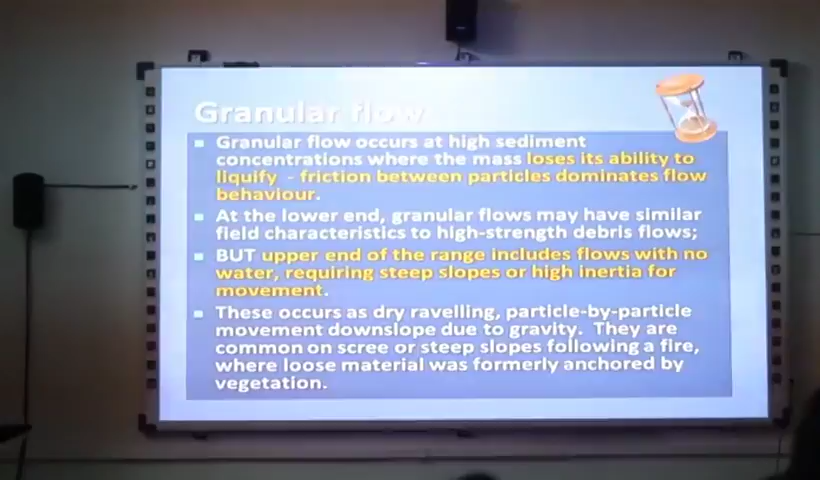 Granular flow
Granular flow occurs at high sediment
concentrations where the mass loses its ability to
liquify - friction between particles dominates flow
behaviour.
At the lower end, granular flows may have similar
field characteristics to high-strength debris flows;
BUT upper end of the range includes flows with no
water, requiring steep slopes or high inertia for
movement.
These occurs as dry ravelling, particle-by-particle
movement downslope due to gravity. They are
common on scree or steep slopes following a fire,
where loose material was formerly anchored by
vegetation.